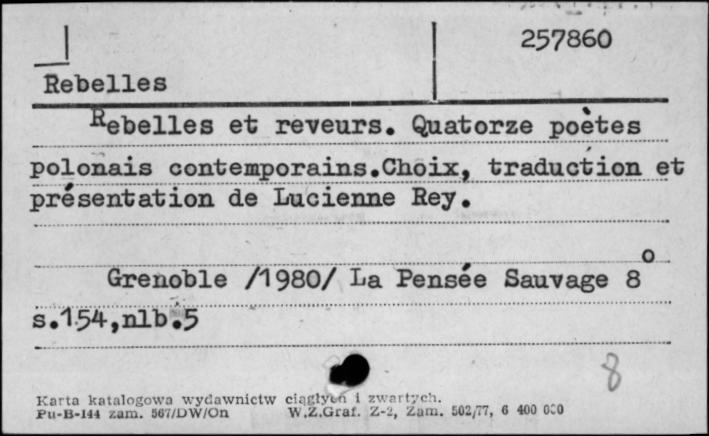 257860
Rebelles
Rebelles et reveurs. Quatorze poètes
polonais contemporains.Choix, traduction et
présentation de Lucienne Rey.
Grenoble /1980/ La Pensée Sauvage 8o
s.154,nlb.5
8
Karta katalogowa wydawnictw ciągłych i zwartych.
Pu-B-144 zam. 567/DW/On W.Z.Graf. Z-2, Zam. 502/77, 6 400 000